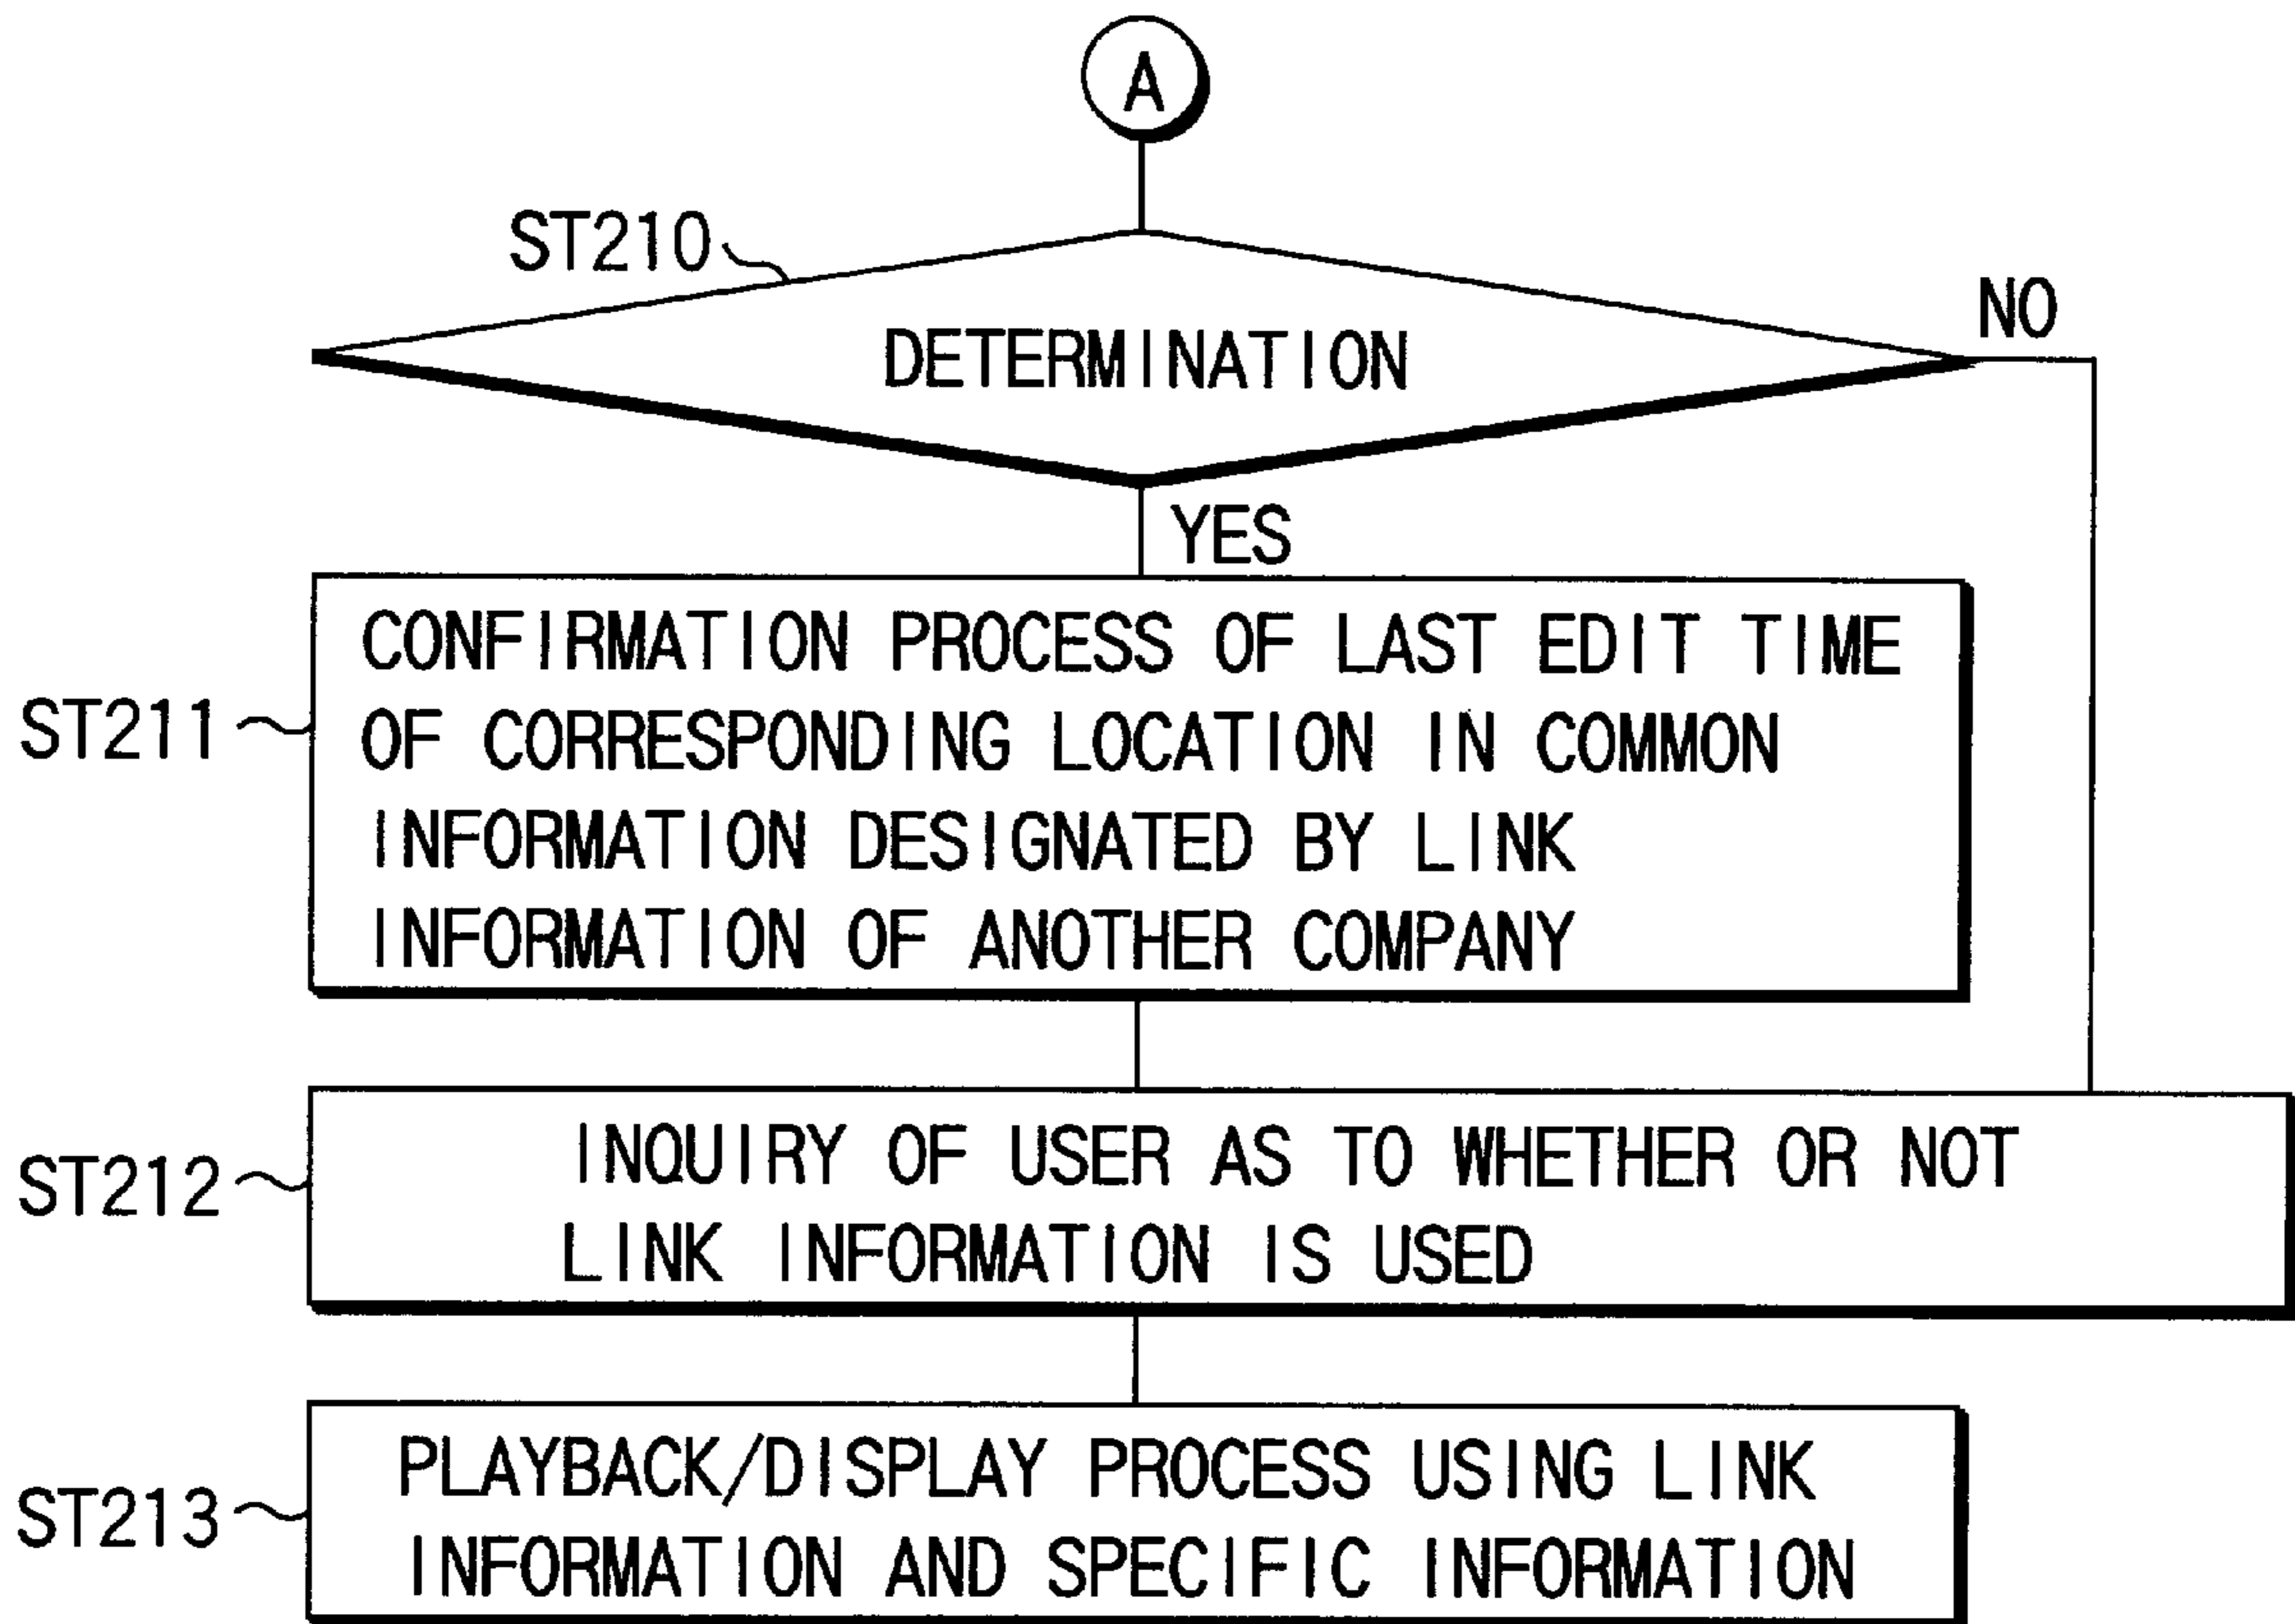 A
ST210
DETERMINATION
NO
YES
ST211
CONFIRMATION PROCESS OF LAST EDIT TIME
OF CORRESPONDING LOCATION IN COMMON
INFORMATION DESIGNATED BY LINK
INFORMATION OF ANOTHER COMPANY
ST212
INQUIRY OF USER AS TO WHETHER OR NOT
LINK INFORMATION IS USED
ST213
PLAYBACK/DISPLAY PROCESS USING LINK
INFORMATION AND SPECIFIC INFORMATION